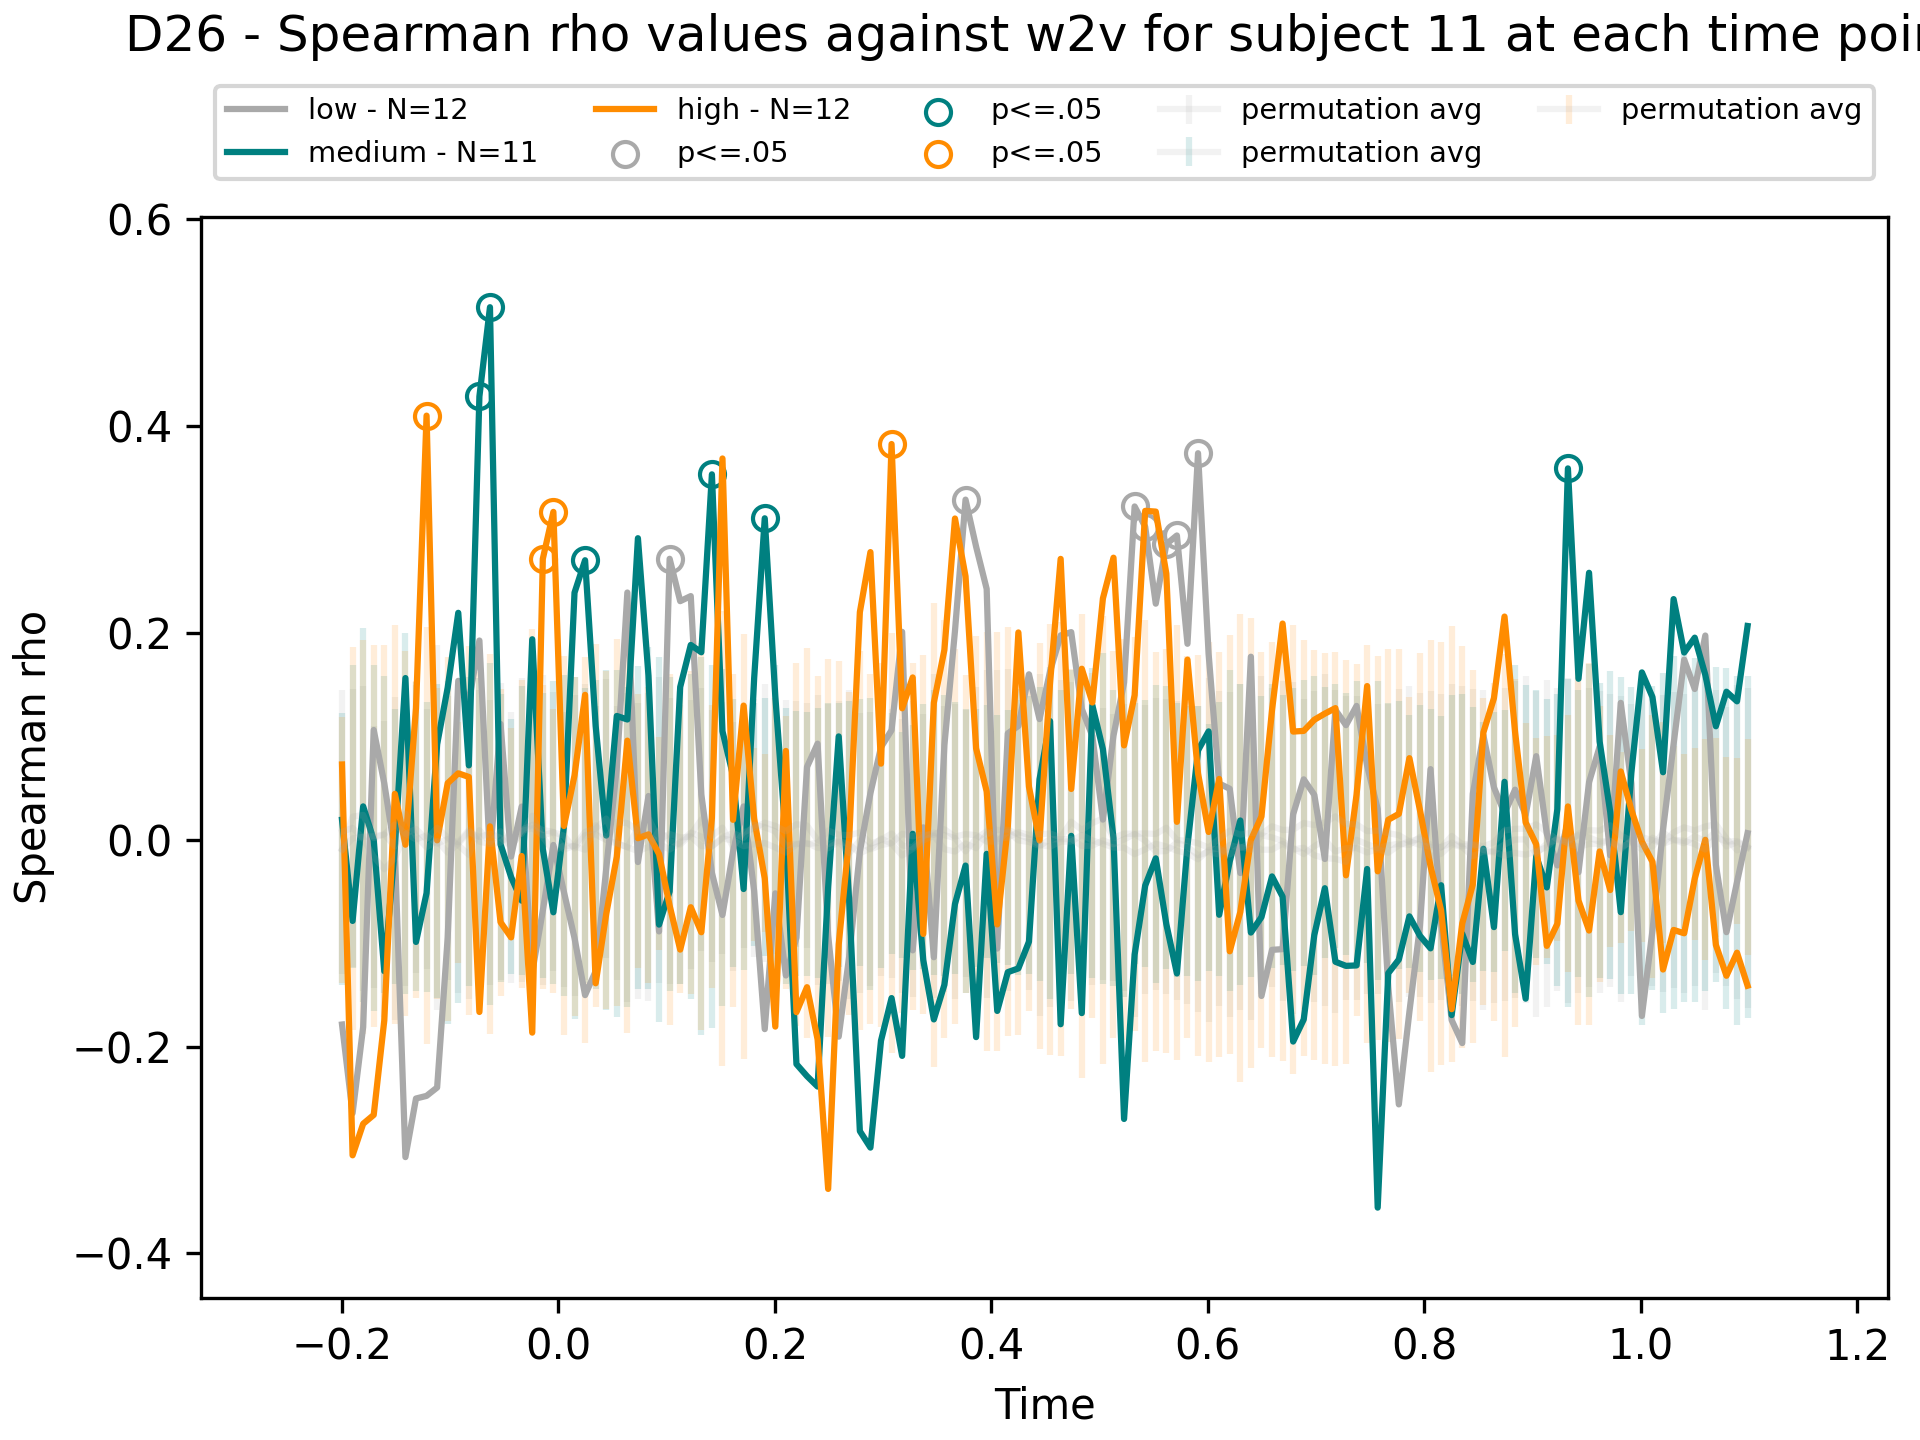 D26 - Spearman rho values against w2v for subject 11 at each time poi
low - N=12
medium - N=11
high - N=12
p<=.05
p<=.05
p<=.05
permutation avg
permutation avg
permutation avg
Spearman rho
0.6
0.4
0.2
0.0
−0.2
−0.4
−0.2 0.0 0.2 0.4 0.6 0.8 1.0 1.2
Time